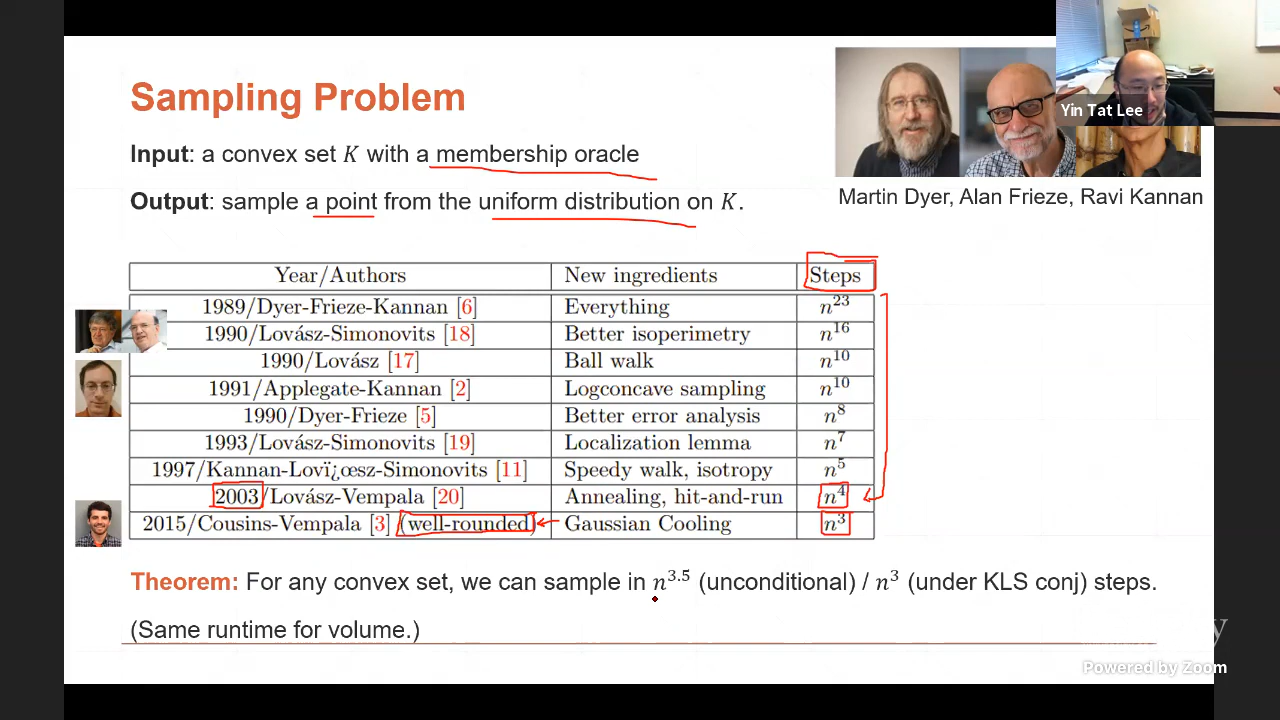 Sampling Problem
Yin Tat Lee
Input: a convex set K with a membership oracle
Output: sample a point from the uniform distribution on K.
Martin Dyer, Alan Frieze, Ravi Kannan
Year/Authors New ingredients Steps
1989/Dyer-Frieze-Kannan [6] Everything n^23
1990/Lovász-Simonovits [18] Better isoperimetry n^16
1990/Lovász [17] Ball walk n^10
1991/Applegate-Kannan [2] Logconcave sampling n^10
1990/Dyer-Frieze [5] Better error analysis n^8
1993/Lovász-Simonovits [19] Localization lemma n^7
1997/Kannan-Lovï¿œsz-Simonovits [11] Speedy walk, isotropy n^5
2003/Lovász-Vempala [20] Annealing, hit-and-run n^4
2015/Cousins-Vempala [3] (well-rounded) Gaussian Cooling n^3
Theorem: For any convex set, we can sample in n^3.5 (unconditional) / n^3 (under KLS conj) steps.
(Same runtime for volume.)
Powered by Zoom